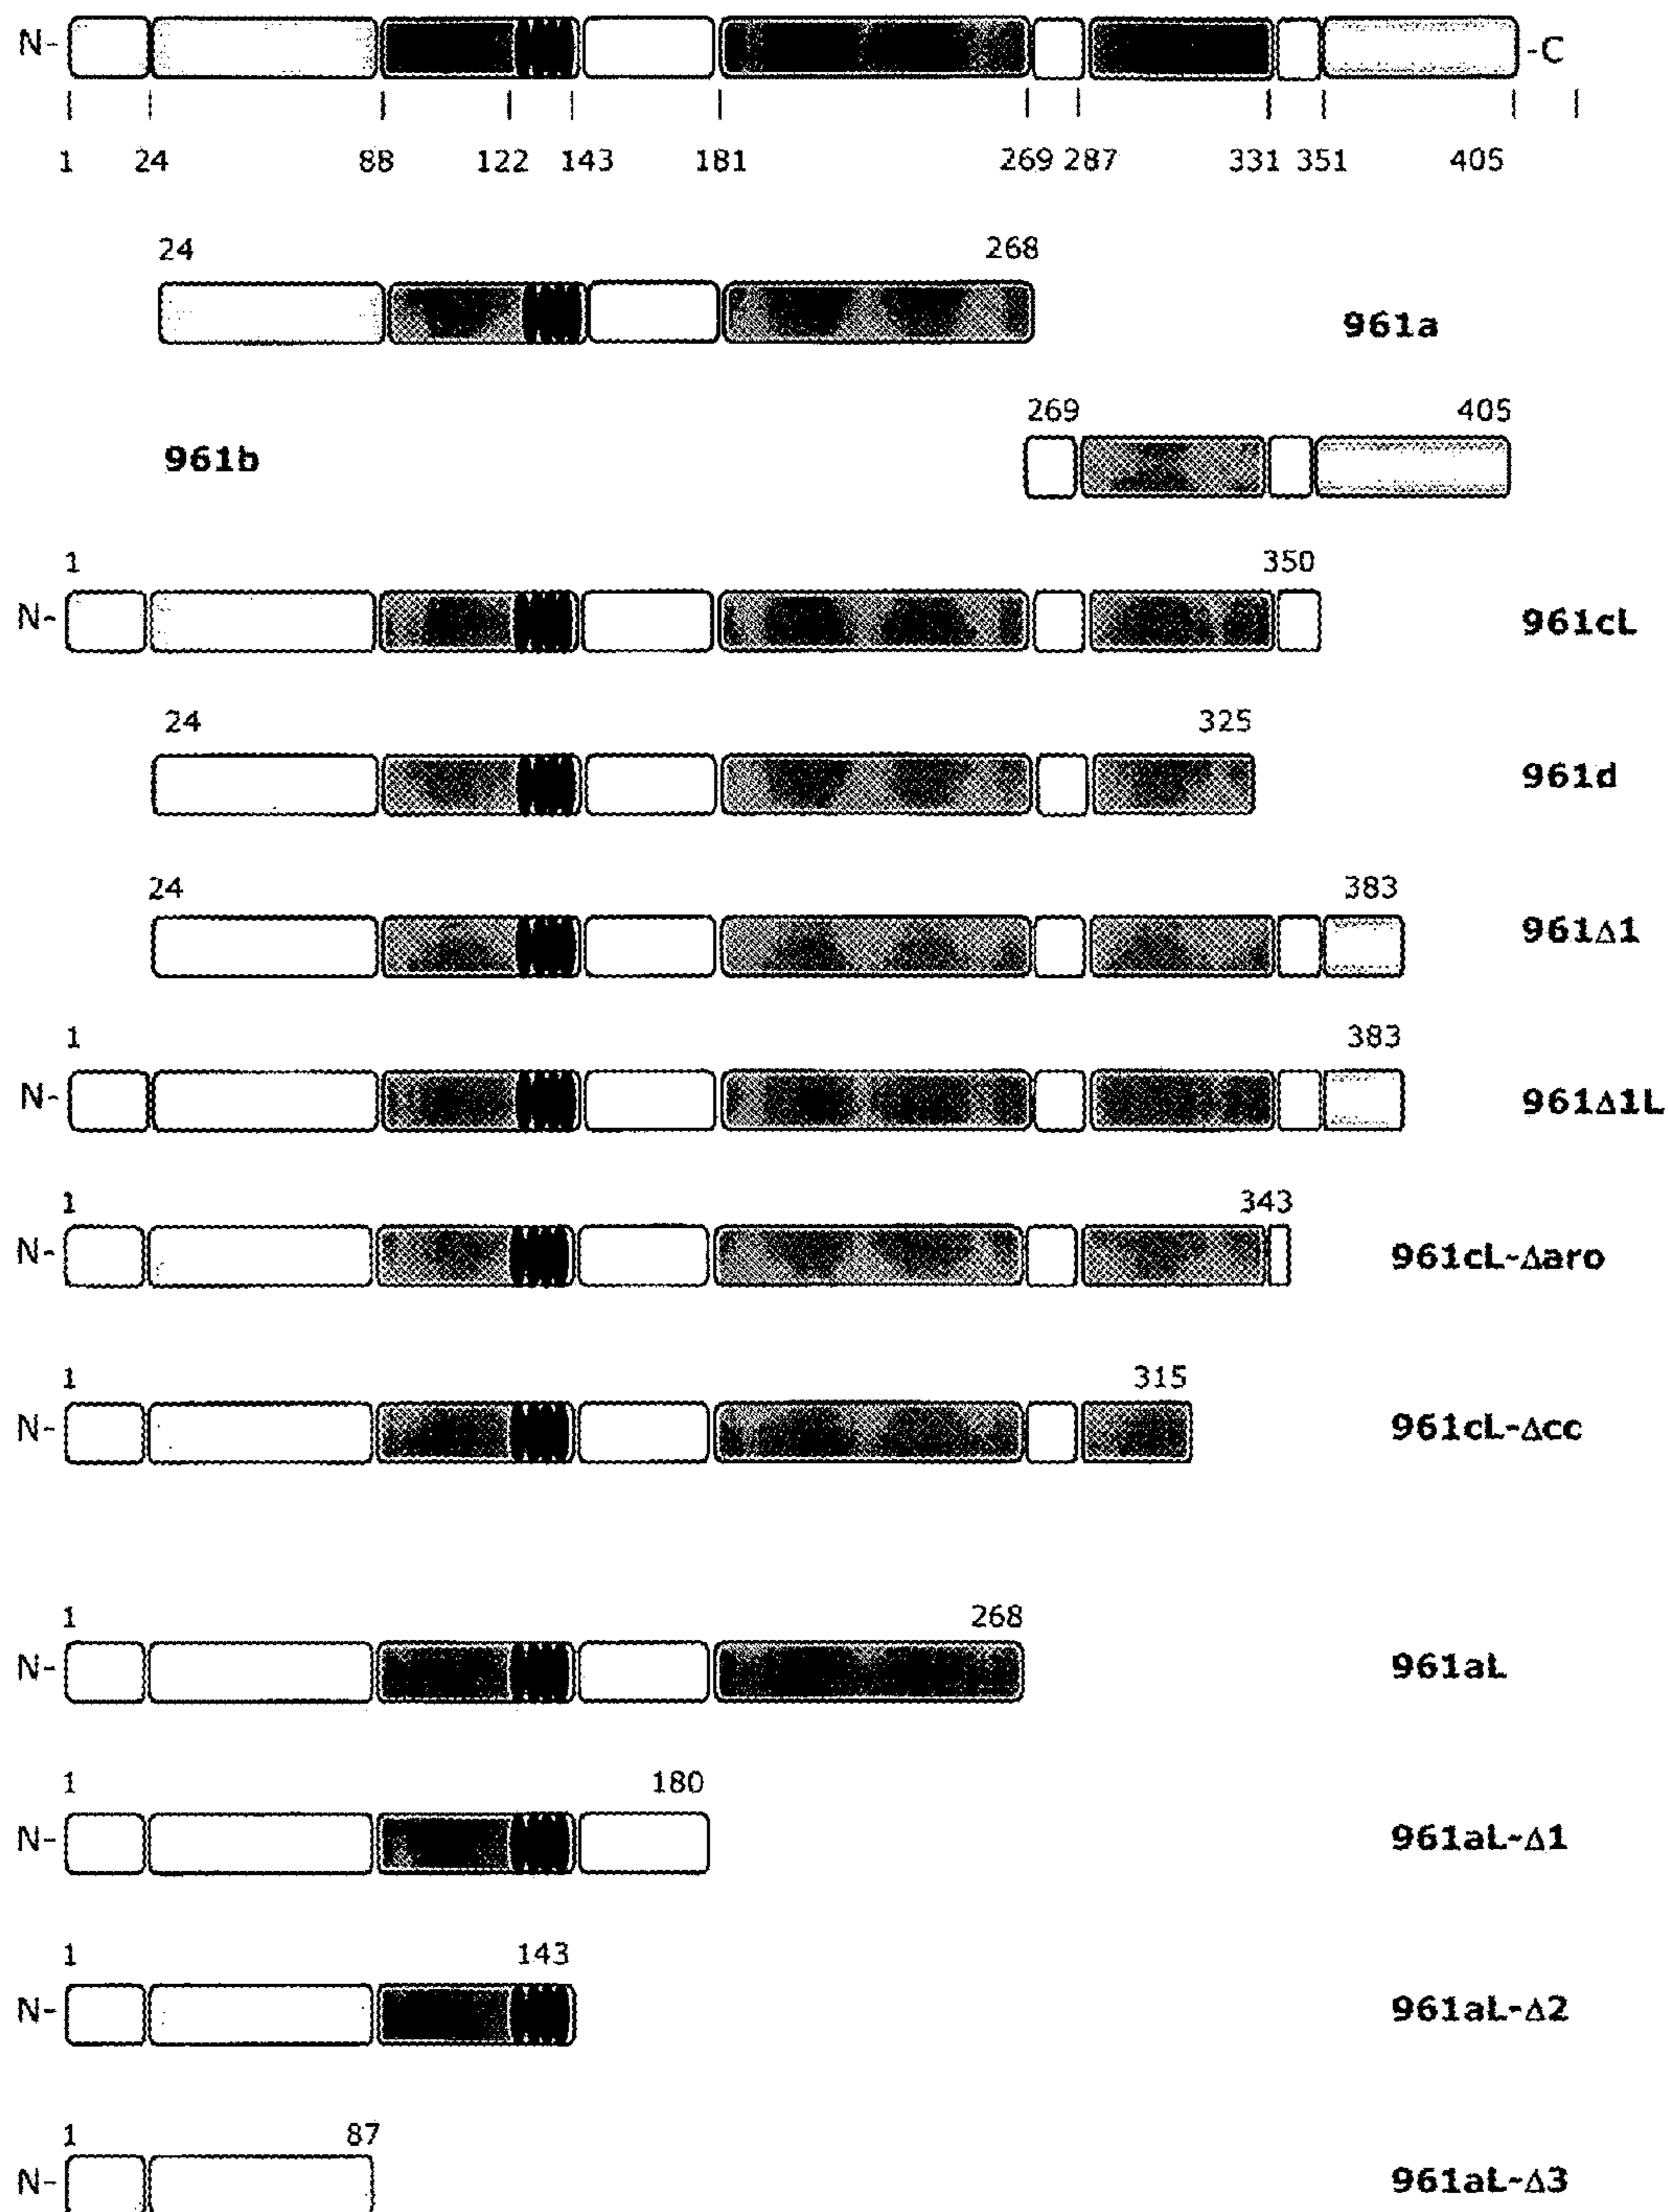 N- -C
1 24 88 122 143 181 269 287 331 351 405
24 268
961a
269 405
961b
1 350
N- 961cL
24 325
961d
24 383
961Δ1
1 383
N- 961Δ1L
1 343
N- 961cL-Δaro
1 315
N- 961cL-Δcc
1 268
N- 961aL
1 180
N- 961aL-Δ1
1 143
N- 961aL-Δ2
1 87
N- 961aL-Δ3